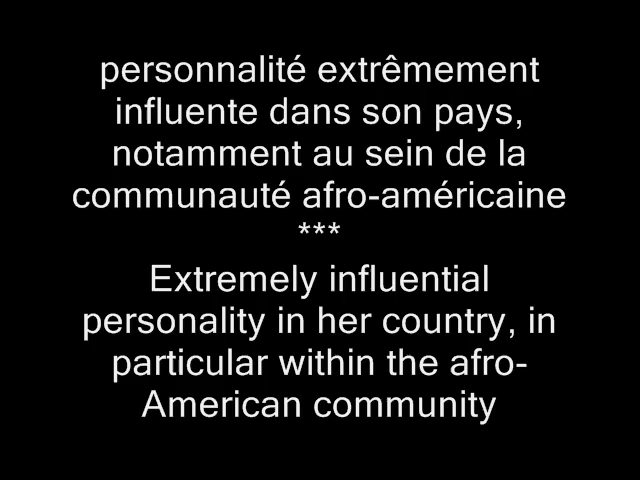 personnalité extrêmement
influente dans son pays,
notamment au sein de la
communauté afro-américaine
***
Extremely influential
personality in her country, in
particular within the afro-
American community